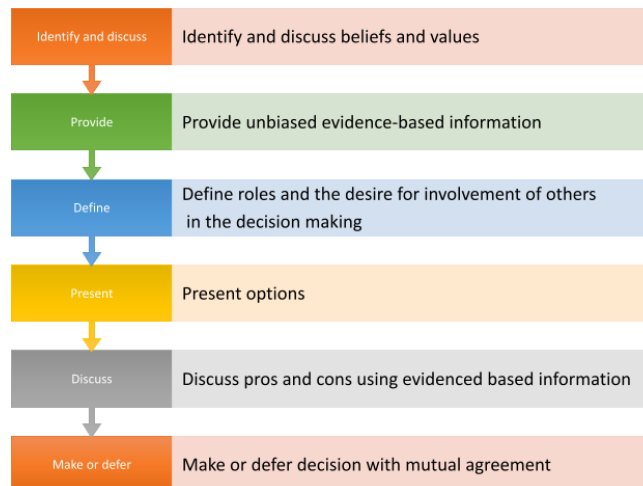 Identify and discuss
Identify and discuss beliefs and values
Provide
Provide unbiased evidence-based information
Define
Define roles and the desire for involvement of others
in the decision making
Present
Present options
Discuss
Discuss pros and cons using evidenced based information
Make or defer
Make or defer decision with mutual agreement